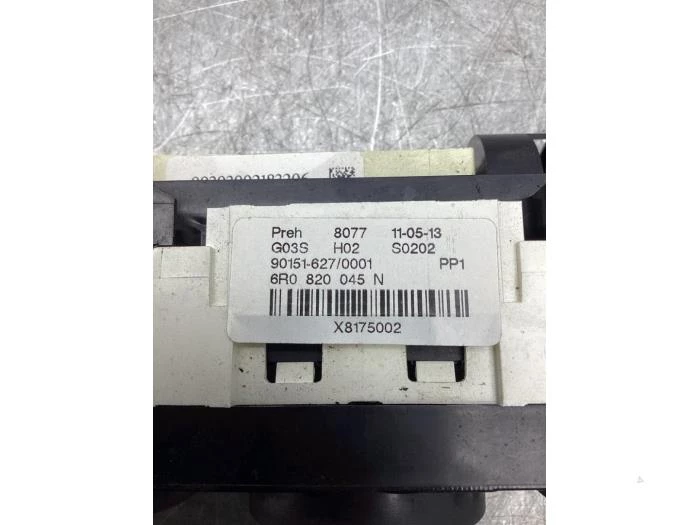 Preh 8077 11-05-13
G03S H02 S0202
90151-627/0001 PP1
6R0 820 045 N
X8175002